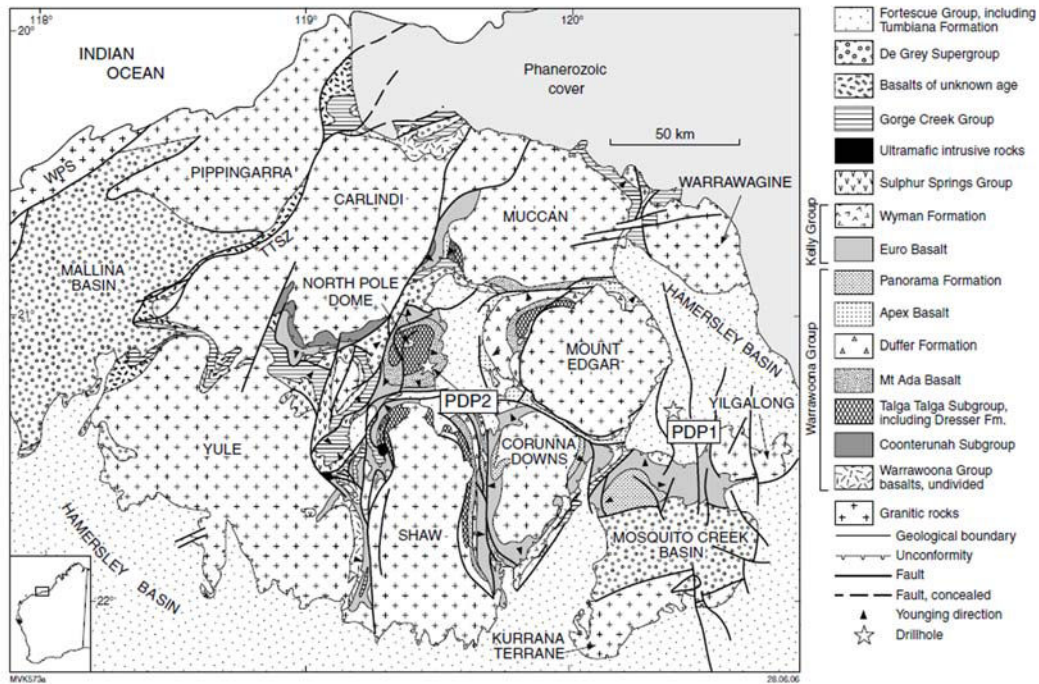 118°
119°
120°
20°
INDIAN
OCEAN
Phanerozoic
cover
50 km
WPS
PIPPINGARRA
CARLINDI
MUCCAN
WARRAWAGINE
TTSZ
MALLINA
BASIN
NORTH POLE
DOME
21°
HAMERSLEY BASIN
MOUNT
EDGAR
PDP2
YILGALONG
PDP1
YULE
CORUNNA
DOWNS
SHAW
HAMERSLEY BASIN
MOSQUITO CREEK
BASIN
22°
KURRANA
TERRANE
MVK573a
28.06.06
Fortescue Group, including
Tumbiana Formation
De Grey Supergroup
Basalts of unknown age
Gorge Creek Group
Ultramafic intrusive rocks
Sulphur Springs Group
Kelly Group
Wyman Formation
Euro Basalt
Warrawoona Group
Panorama Formation
Apex Basalt
Duffer Formation
Mt Ada Basalt
Talga Talga Subgroup,
including Dresser Fm.
Coonterunah Subgroup
Warrawoona Group
basalts, undivided
Granitic rocks
Geological boundary
Unconformity
Fault
Fault, concealed
Younging direction
Drillhole